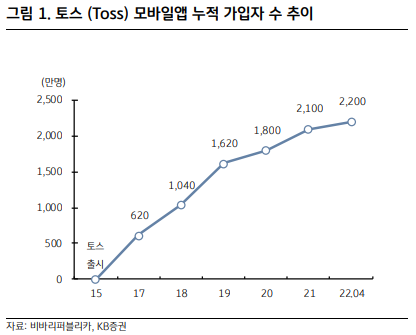 그림 1. 토스 (Toss) 모바일앱 누적 가입자 수 추이
(만명)
2,500
2,000
1,500
1,000
500
0
토스
출시
620
1,040
1,620
1,800
2,100
2,200
15 17 18 19 20 21 22.04
자료: 비바리퍼블리카, KB증권